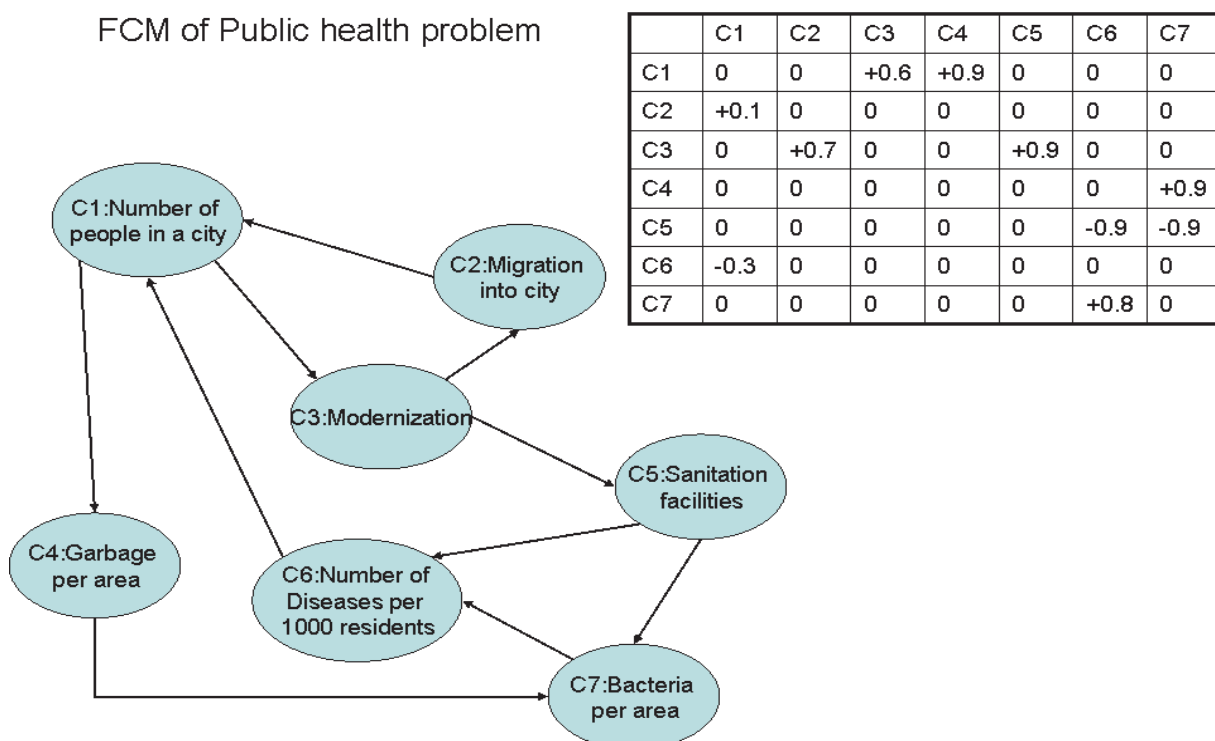 FCM of Public health problem
C1 C2 C3 C4 C5 C6 C7
C1 0 0 +0.6 +0.9 0 0 0
C2 +0.1 0 0 0 0 0 0
C3 0 +0.7 0 0 +0.9 0 0
C4 0 0 0 0 0 0 +0.9
C5 0 0 0 0 0 -0.9 -0.9
C6 -0.3 0 0 0 0 0 0
C7 0 0 0 0 0 +0.8 0
C1:Number of
people in a city
C2:Migration
into city
C3:Modernization
C5:Sanitation
facilities
C4:Garbage
per area
C6:Number of
Diseases per
1000 residents
C7:Bacteria
per area